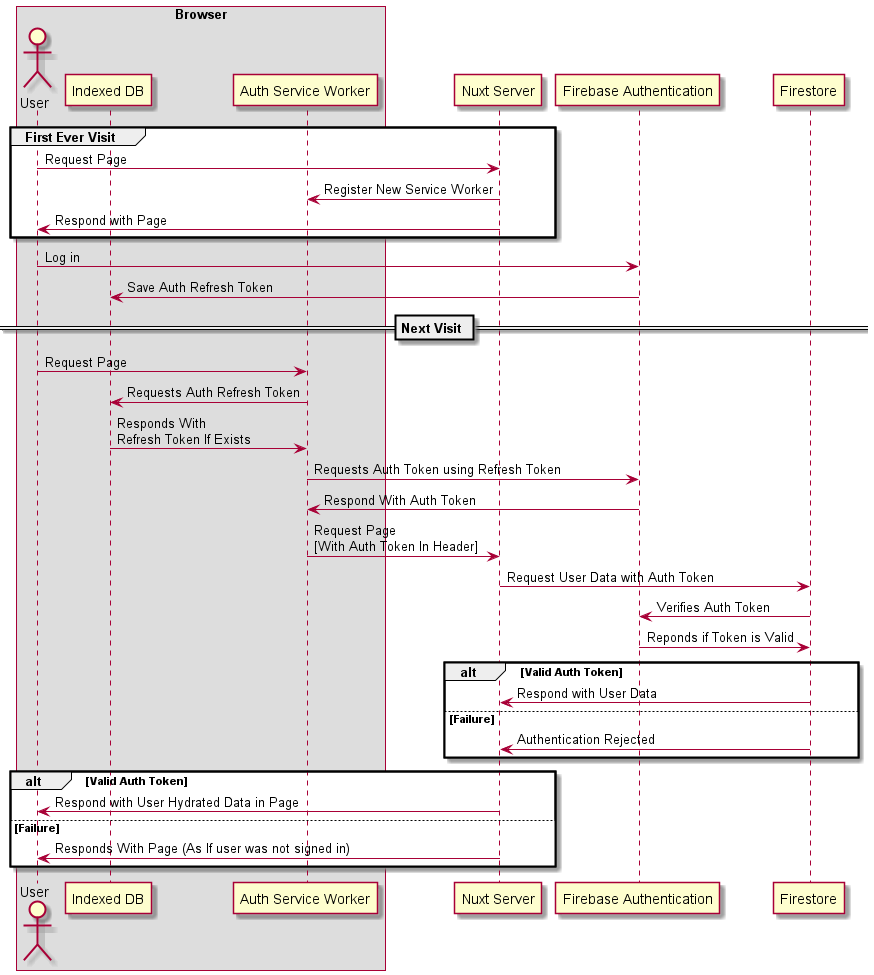 Browser
User
Indexed DB
Auth Service Worker
Nuxt Server
Firebase Authentication
Firestore
First Ever Visit
Request Page
Register New Service Worker
Respond with Page
Log in
Save Auth Refresh Token
Next Visit
Request Page
Requests Auth Refresh Token
Responds With
Refresh Token If Exists
Requests Auth Token using Refresh Token
Respond With Auth Token
Request Page
[With Auth Token In Header]
Request User Data with Auth Token
Verifies Auth Token
Reponds if Token is Valid
alt
[Valid Auth Token]
Respond with User Data
[Failure]
Authentication Rejected
alt
[Valid Auth Token]
Respond with User Hydrated Data in Page
[Failure]
Responds With Page (As If user was not signed in)
User
Indexed DB
Auth Service Worker
Nuxt Server
Firebase Authentication
Firestore